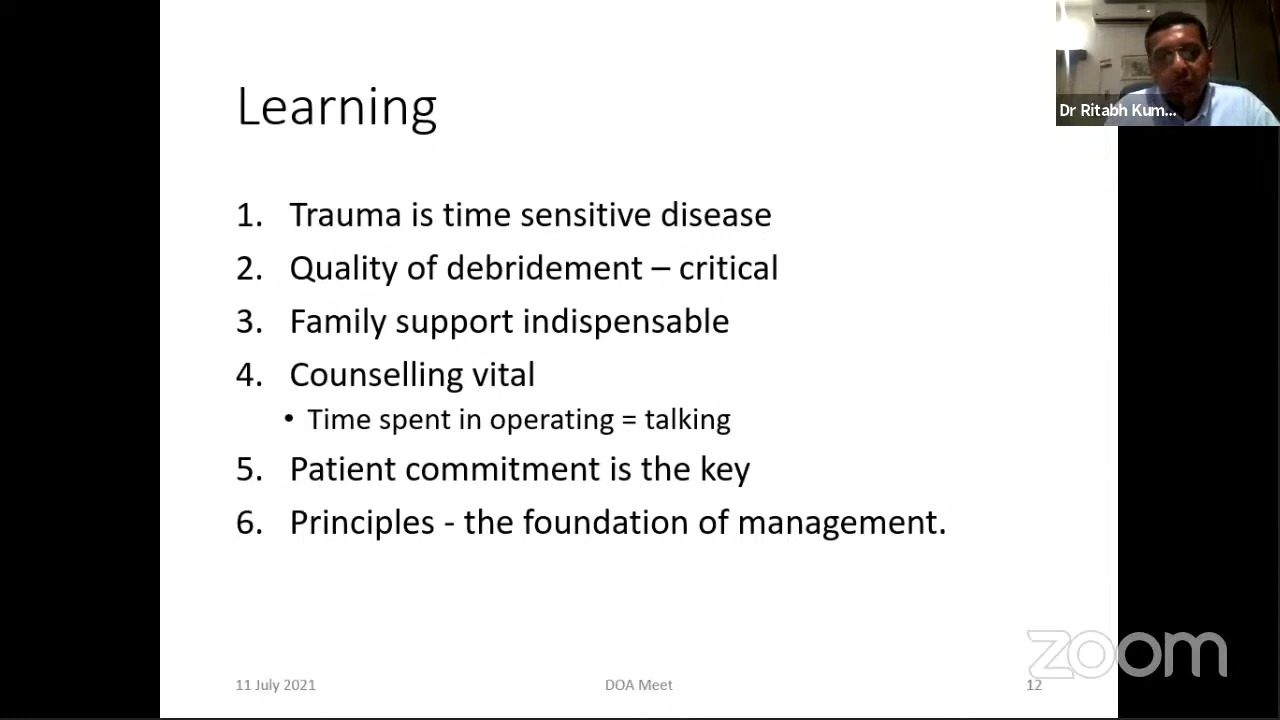 Learning
Dr Ritabh Kum...
1. Trauma is time sensitive disease
2. Quality of debridement – critical
3. Family support indispensable
4. Counselling vital
• Time spent in operating = talking
5. Patient commitment is the key
6. Principles - the foundation of management.
zoom
11 July 2021
DOA Meet
12